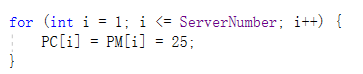 for (int i = 1; i <= ServerNumber; i++) {
    PC[i] = PM[i] = 25;
}